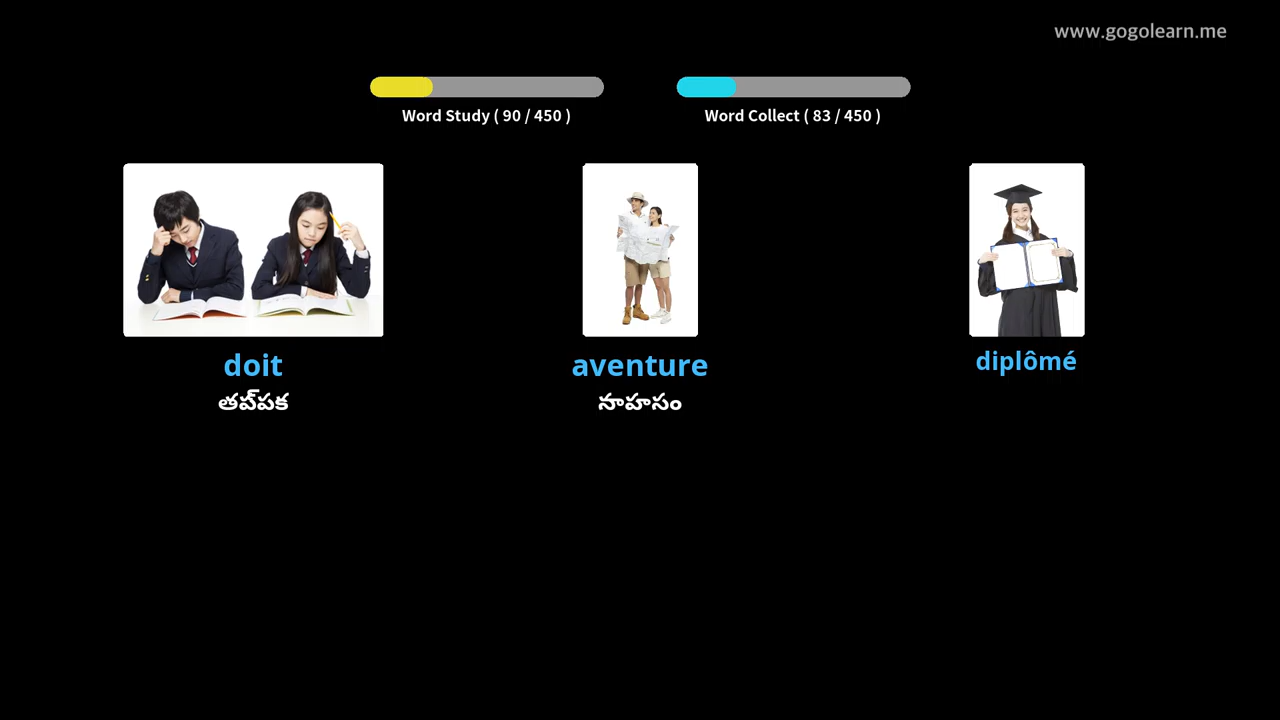 www.gogolearn.me
Word Study ( 90 / 450 )
Word Collect ( 83 / 450 )
doit
aventure
diplômé
తప్పక
సాహసం